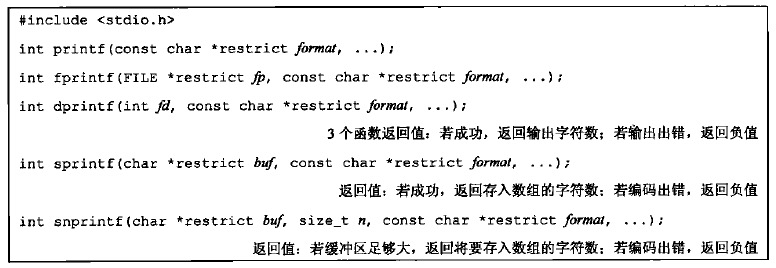 #include <stdio.h>
int printf(const char *restrict format, ...);
int fprintf(FILE *restrict fp, const char *restrict format, ...);
int dprintf(int fd, const char *restrict format, ...);
3个函数返回值：若成功，返回输出字符数；若输出出错，返回负值
int sprintf(char *restrict buf, const char *restrict format, ...);
返回值：若成功，返回存入数组的字符数；若编码出错，返回负值
int snprintf(char *restrict buf, size_t n, const char *restrict format, ...);
返回值：若缓冲区足够大，返回将要存入数组的字符数；若编码出错，返回负值